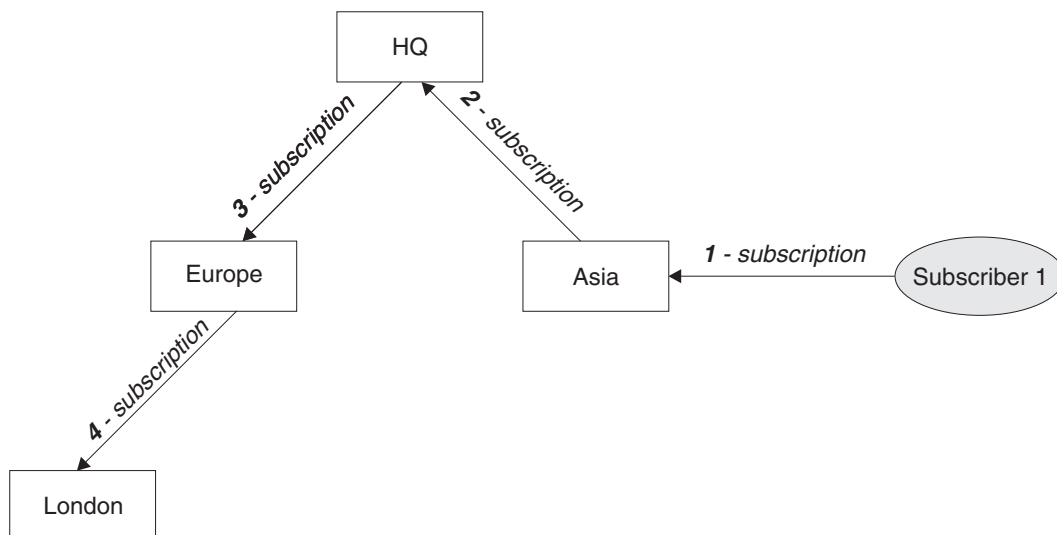 HQ
2 - subscription
3 - subscription
Europe
Asia
1 - subscription
Subscriber 1
4 - subscription
London